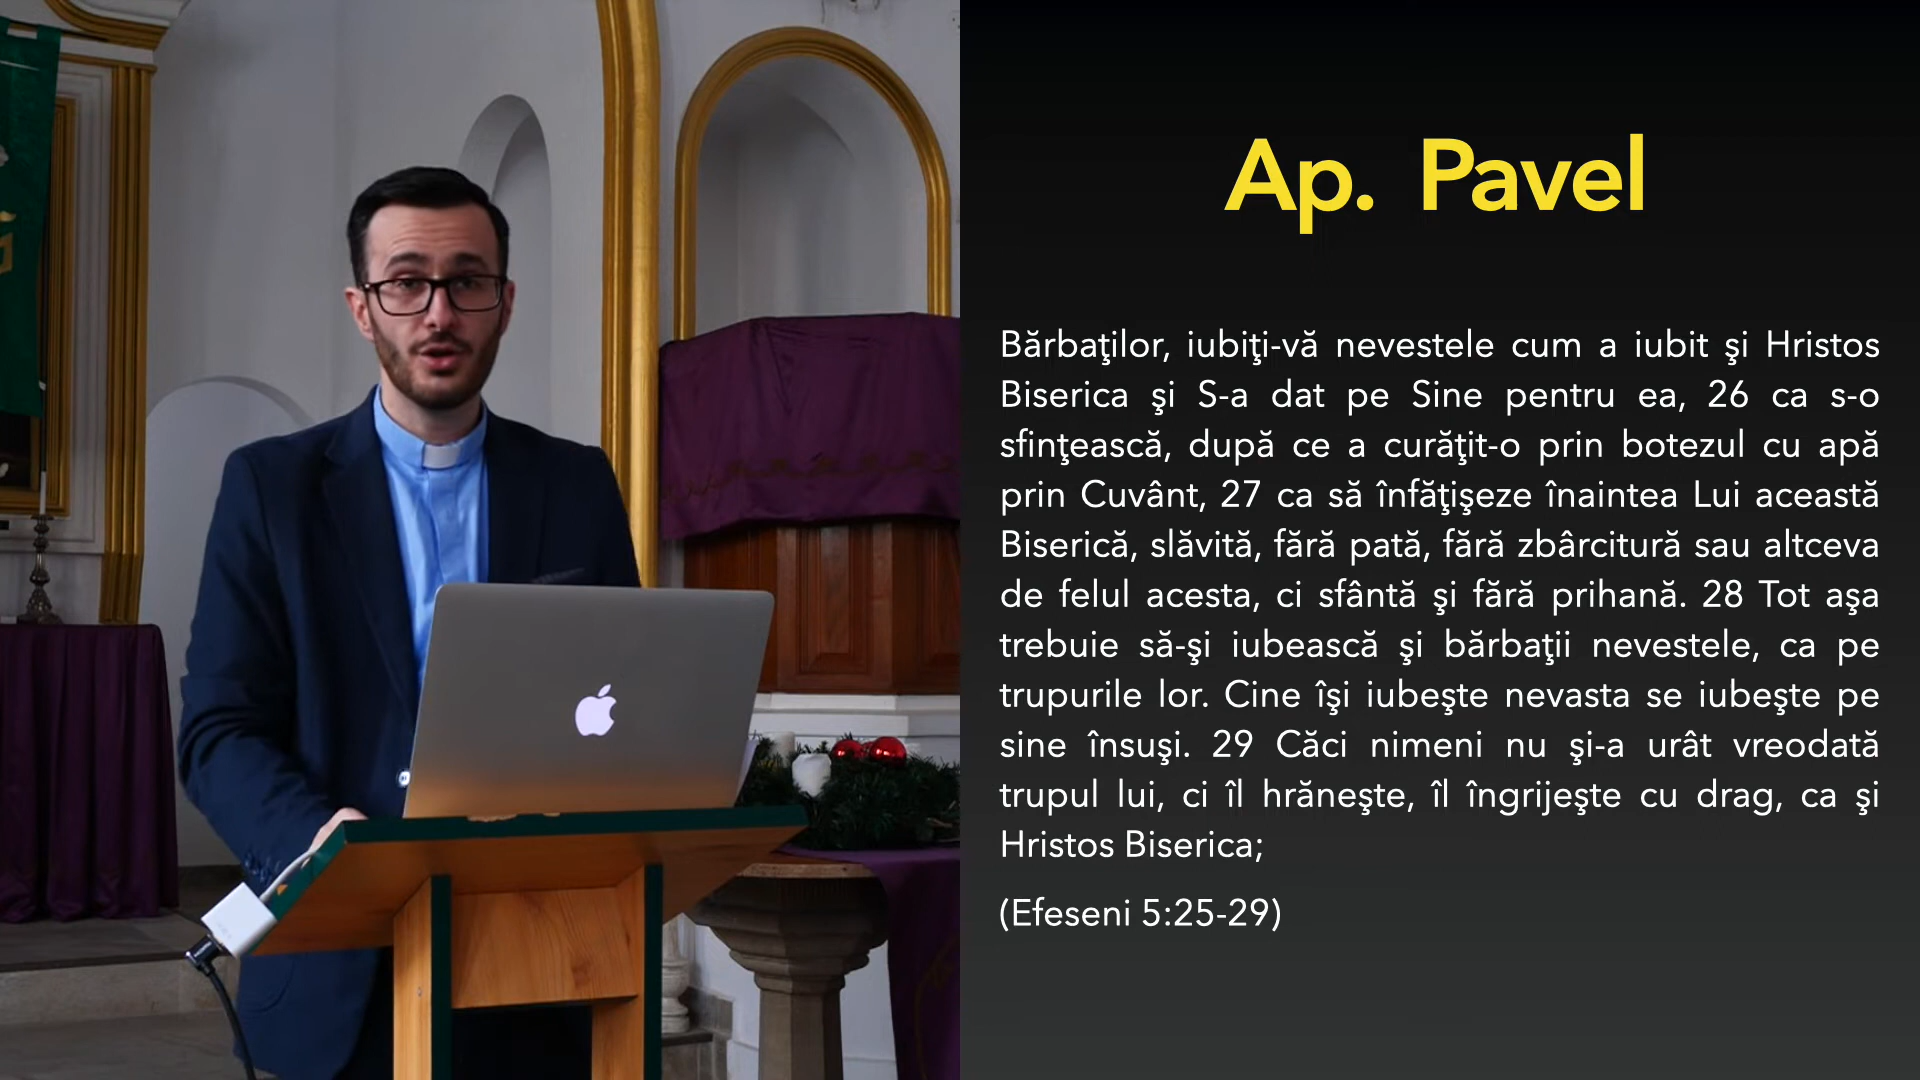 Ap. Pavel
Bărbaţilor, iubiţi-vă nevestele cum a iubit şi Hristos
Biserica şi S-a dat pe Sine pentru ea, 26 ca s-o
sfinţească, după ce a curăţit-o prin botezul cu apă
prin Cuvânt, 27 ca să înfăţişeze înaintea Lui această
Biserică, slăvită, fără pată, fără zbârcitură sau altceva
de felul acesta, ci sfântă şi fără prihană. 28 Tot aşa
trebuie să-şi iubească şi bărbaţii nevestele, ca pe
trupurile lor. Cine îşi iubeşte nevasta se iubeşte pe
sine însuşi. 29 Căci nimeni nu şi-a urât vreodată
trupul lui, ci îl hrăneşte, îl îngrijeşte cu drag, ca şi
Hristos Biserica;
(Efeseni 5:25-29)